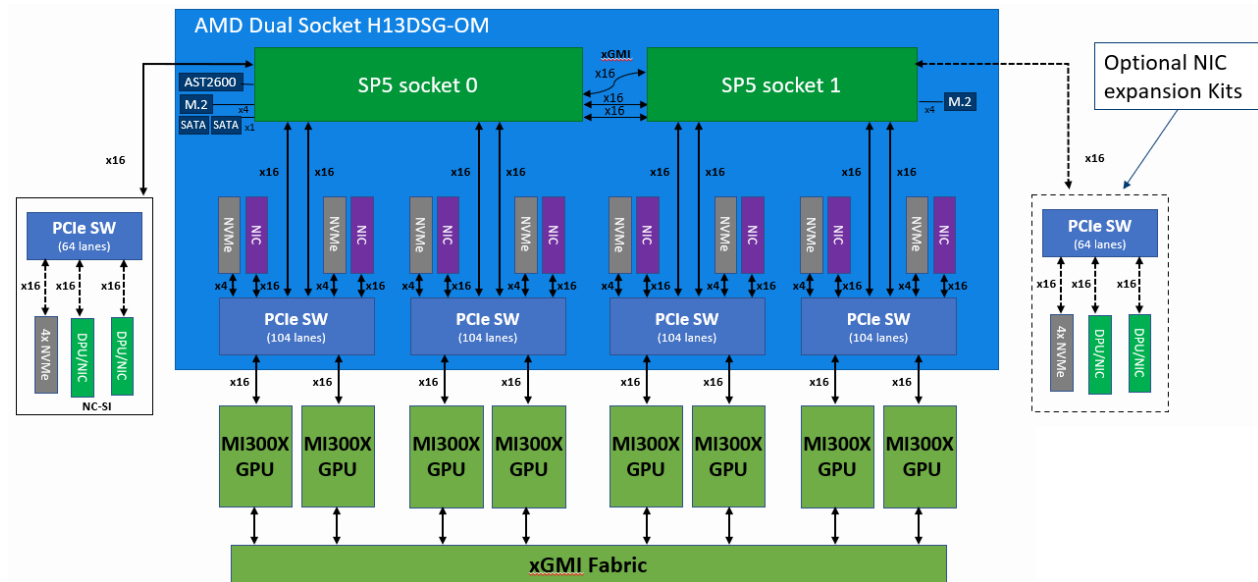 AMD Dual Socket H13DSG-OM
SP5 socket 0
xGMI
x16
x16
x16
SP5 socket 1
AST2600
M.2
x4
SATA SATA x1
x4
M.2
Optional NIC
expansion Kits
x16
x16
x16
x16
x16
x16
x16
x16
x16
x16
PCIe SW
(64 lanes)
x16
x16
x16
4x NVMe
DPU/NIC
DPU/NIC
NC-SI
NVMe
NIC
NVMe
NIC
NVMe
NIC
NVMe
NIC
NVMe
NIC
NVMe
NIC
NVMe
NIC
NVMe
NIC
x4 x16 x4 x16
x4 x16 x4 x16
x4 x16 x4 x16
x4 x16 x4 x16
PCIe SW
(104 lanes)
PCIe SW
(104 lanes)
PCIe SW
(104 lanes)
PCIe SW
(104 lanes)
PCIe SW
(64 lanes)
x16
x16
x16
4x NVMe
DPU/NIC
DPU/NIC
x16
x16
x16
x16
x16
x16
x16
x16
MI300X
GPU
MI300X
GPU
MI300X
GPU
MI300X
GPU
MI300X
GPU
MI300X
GPU
MI300X
GPU
MI300X
GPU
xGMI Fabric